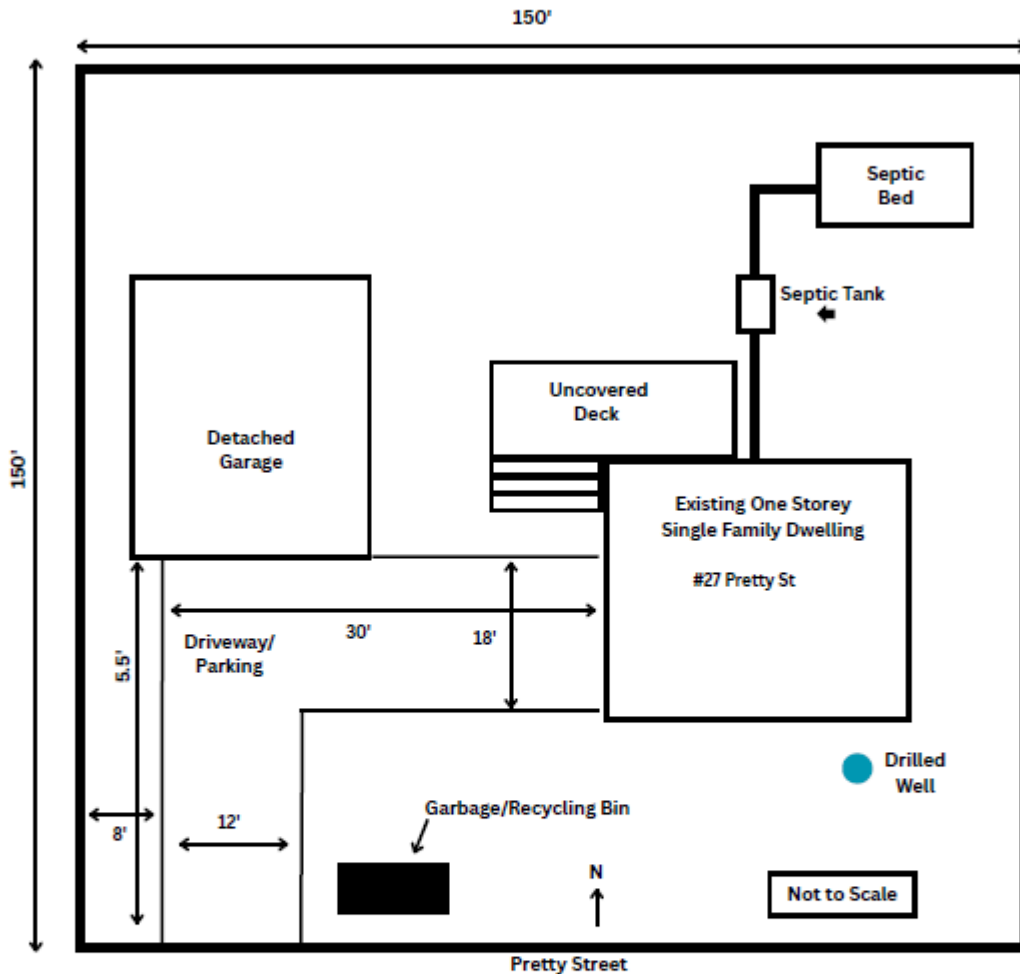 150'
Septic
Bed
Septic Tank
Uncovered
Deck
Detached
Garage
150'
Existing One Storey
Single Family Dwelling
#27 Pretty St
30'
18'
Driveway/
Parking
5.5'
Drilled
Well
Garbage/Recycling Bin
8'
12'
N
Not to Scale
Pretty Street